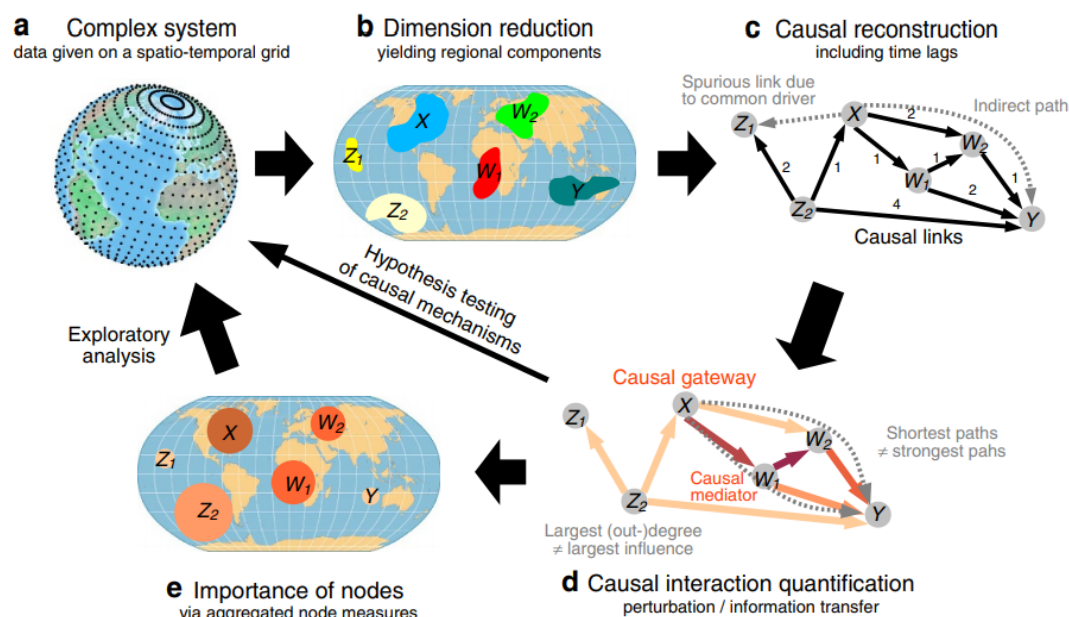 a Complex system
data given on a spatio-temporal grid
b Dimension reduction
yielding regional components
X
W2
Z1
W1
Y
Z2
c Causal reconstruction
including time lags
Spurious link due
to common driver
Indirect path
Z1
X
2
W2
2
1
1
1
1
W1
2
Z2
4
Y
Causal links
Hypothesis testing
of causal mechanisms
Exploratory
analysis
Causal gateway
Z1
X
W2
Shortest paths
≠ strongest pahs
Causal
mediator
W1
Z2
Y
Largest (out-)degree
≠ largest influence
d Causal interaction quantification
perturbation / information transfer
X
W2
Z1
W1
Y
Z2
e Importance of nodes
via aggregated node measures